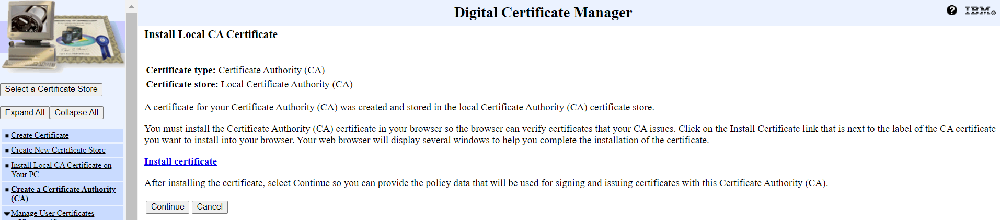 Digital Certificate Manager
IBM®
Select a Certificate Store
Expand All Collapse All
Create Certificate
Create New Certificate Store
Install Local CA Certificate on
Your PC
Create a Certificate Authority
(CA)
Manage User Certificates
Install Local CA Certificate
Certificate type: Certificate Authority (CA)
Certificate store: Local Certificate Authority (CA)
A certificate for your Certificate Authority (CA) was created and stored in the local Certificate Authority (CA) certificate store.
You must install the Certificate Authority (CA) certificate in your browser so the browser can verify certificates that your CA issues. Click on the Install Certificate link that is next to the label of the CA certificate
you want to install into your browser. Your web browser will display several windows to help you complete the installation of the certificate.
Install certificate
After installing the certificate, select Continue so you can provide the policy data that will be used for signing and issuing certificates with this Certificate Authority (CA).
Continue Cancel